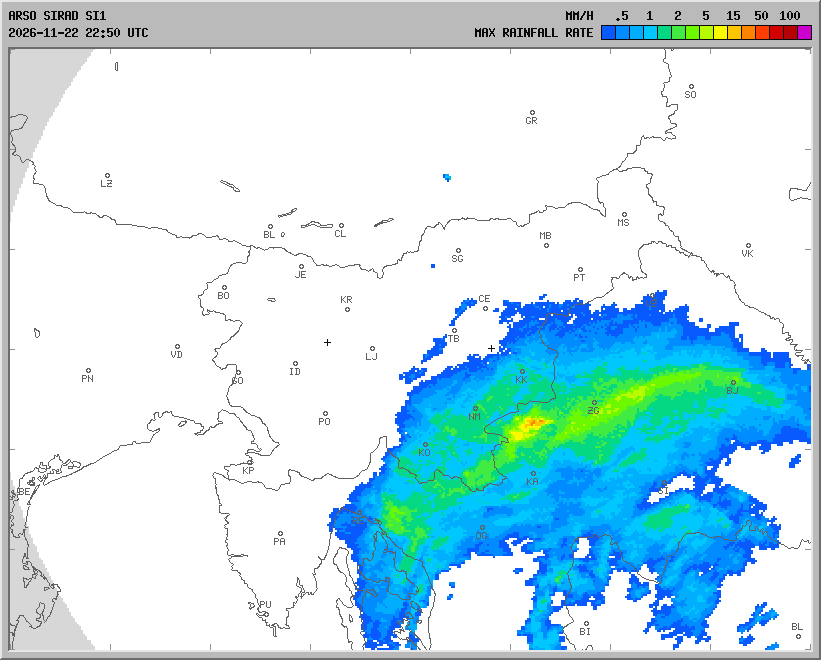 ARSO SIRAD SI1
2026-11-22 22:50 UTC
MM/H .5 1 2 5 15 50 100
MAX RAINFALL RATE
SO
GR
LZ
MS
BL
CL
MB
VK
SG
JE
PT
BO
KR
CE
TB
VD
LJ
PN
GO
ID
KK
BJ
NM
ZG
PO
KO
KP
KA
SI
BE
OG
PA
PU
BI
BL